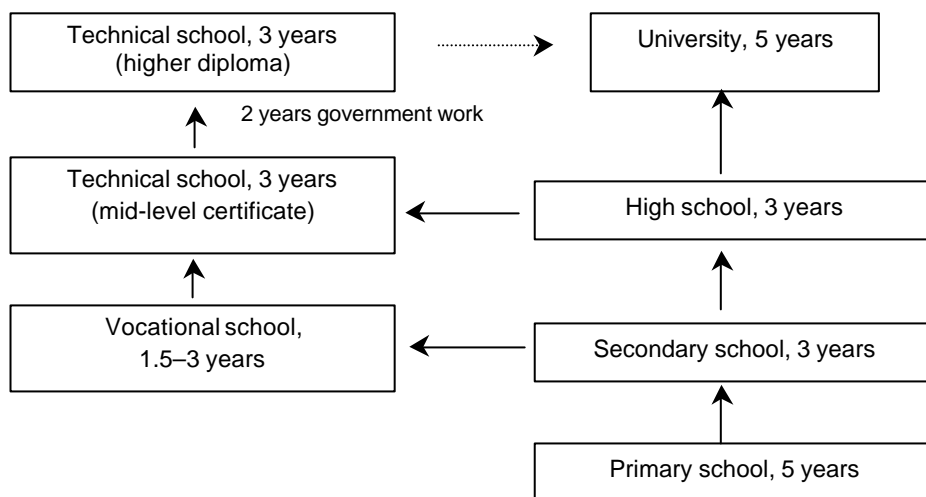 Technical school, 3 years
(higher diploma)
University, 5 years
2 years government work
Technical school, 3 years
(mid-level certificate)
High school, 3 years
Vocational school,
1.5–3 years
Secondary school, 3 years
Primary school, 5 years